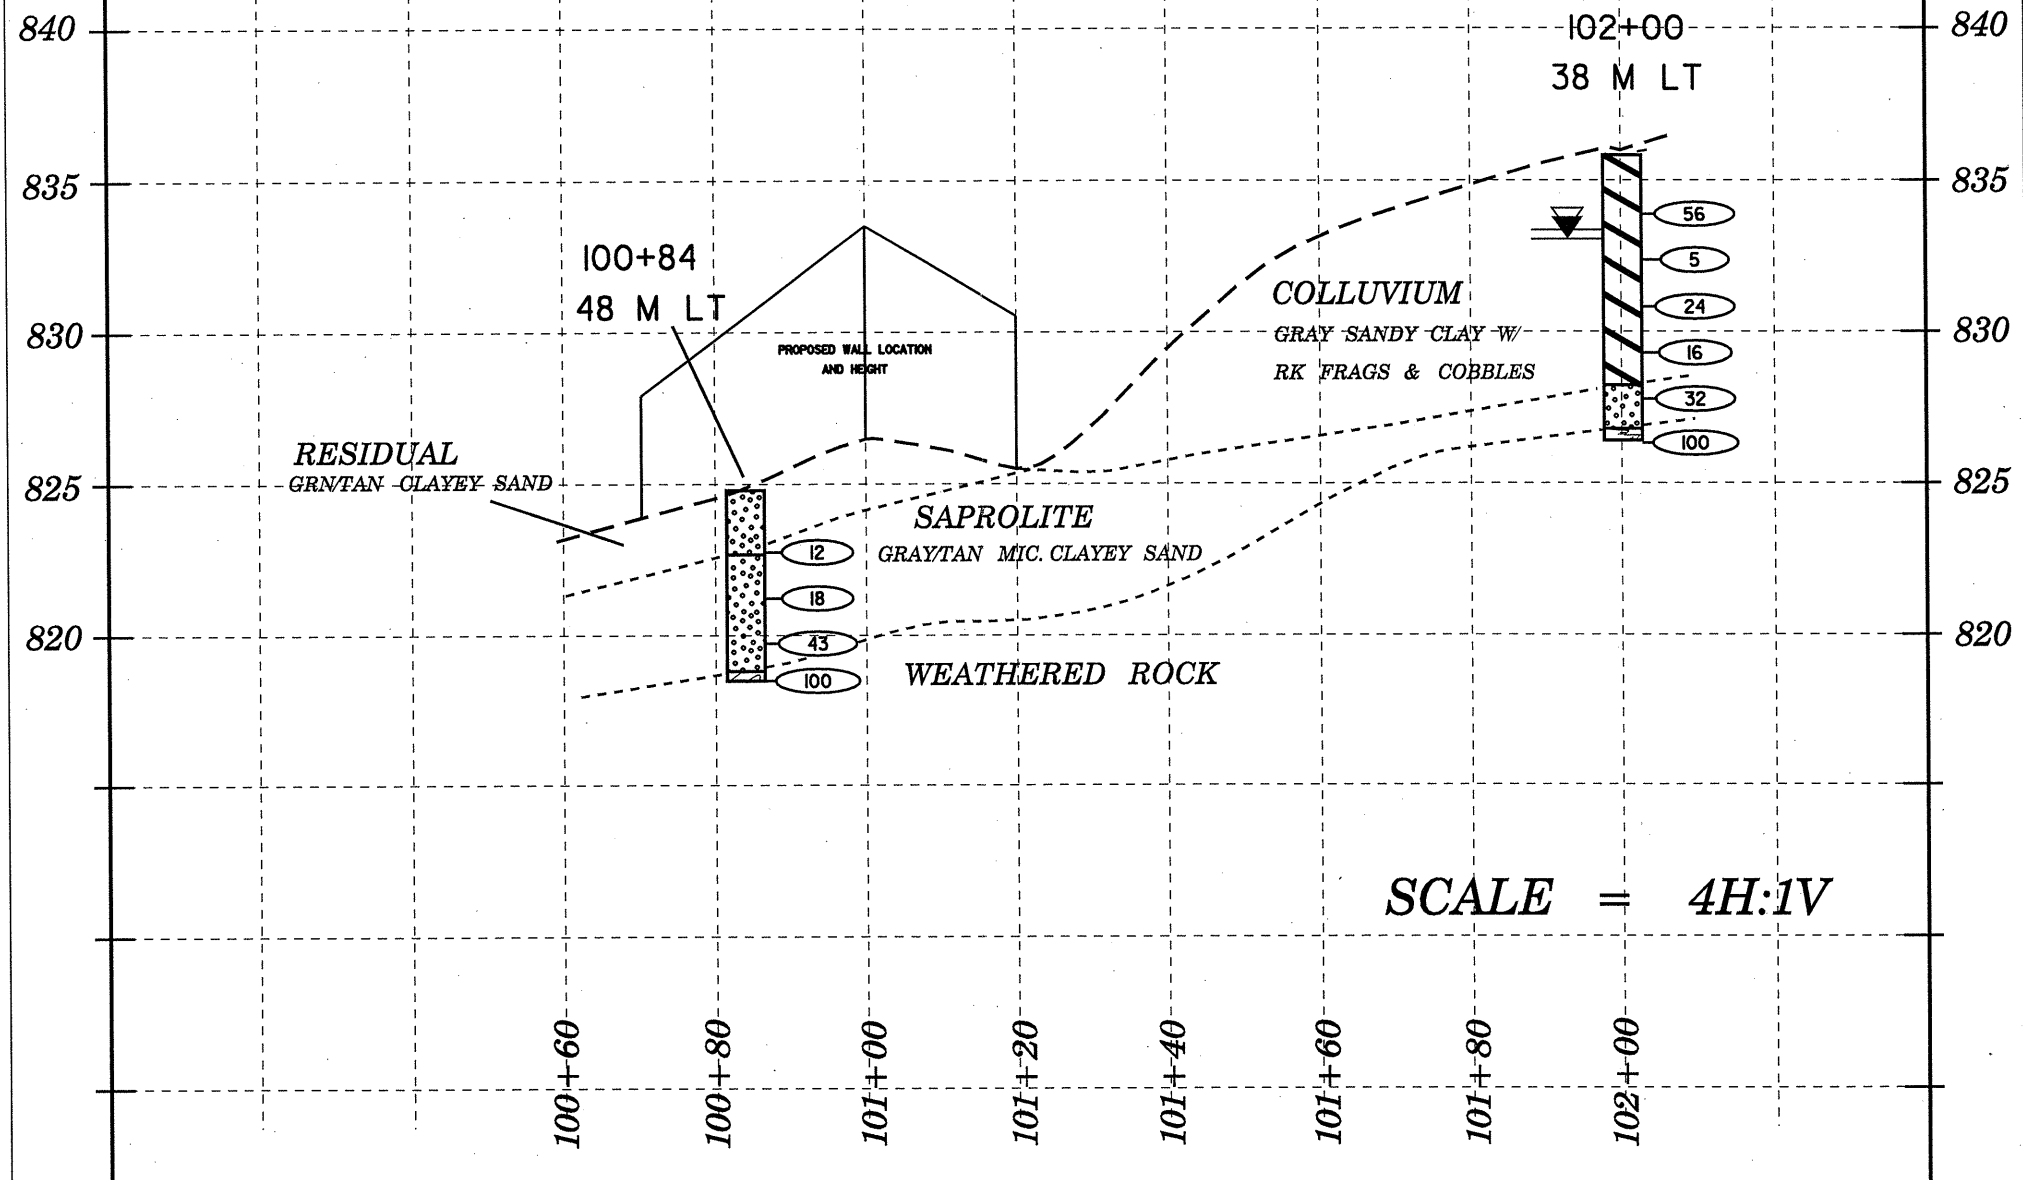 840
102+00
840
38 M LT
835
835
56
100+84
5
48 M LT
COLLUVIUM
24
830
GRAY SANDY CLAY W/
830
PROPOSED WALL LOCATION
16
AND HEIGHT
RK FRAGS & COBBLES
32
RESIDUAL
100
GRN/TAN CLAYEY SAND
825
825
SAPROLITE
12
GRAY/TAN MIC. CLAYEY SAND
18
820
43
820
WEATHERED ROCK
100
SCALE = 4H:1V
100+60
100+80
101+00
101+20
101+40
101+60
101+80
102+00